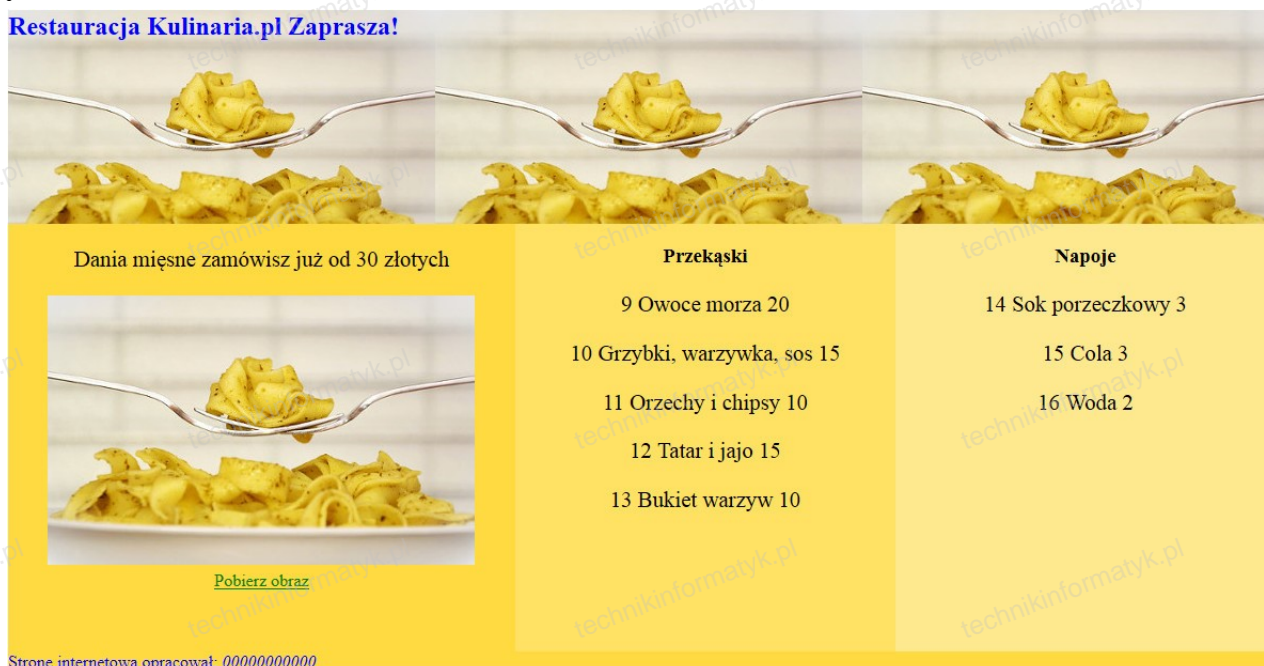 Restauracja Kulinaria.pl Zaprasza!
Dania mięsne zamówisz już od 30 złotych
Pobierz obraz
Przekąski
9 Owoce morza 20
10 Grzybki, warzywka, sos 15
11 Orzechy i chipsy 10
12 Tatar i jajo 15
13 Bukiet warzyw 10
Napoje
14 Sok porzeczkowy 3
15 Cola 3
16 Woda 2
Stronę internetową opracował: 00000000000
technikinformatyk.pl